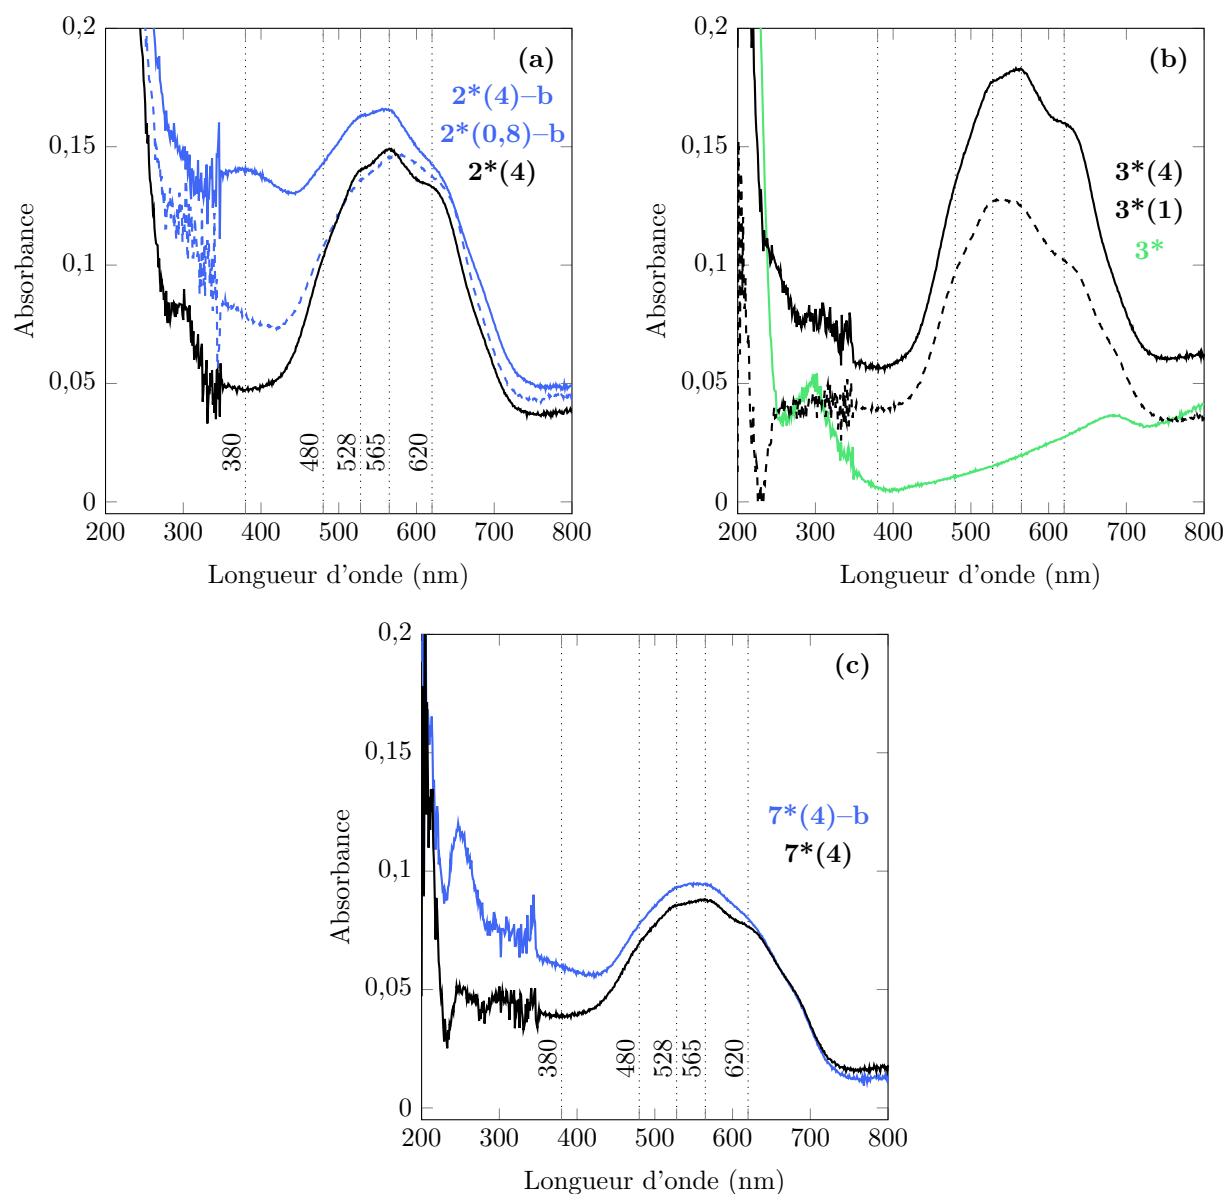 0,2
0,15
0,1
0,05
0
Absorbance
(a)
2*(4)–b
2*(0,8)–b
2*(4)
380
480
528
565
620
200 300 400 500 600 700 800
Longueur d'onde (nm)
0,2
0,15
0,1
0,05
0
Absorbance
(b)
3*(4)
3*(1)
3*
200 300 400 500 600 700 800
Longueur d'onde (nm)
0,2
0,15
0,1
0,05
0
Absorbance
(c)
7*(4)–b
7*(4)
380
480
528
565
620
200 300 400 500 600 700 800
Longueur d'onde (nm)